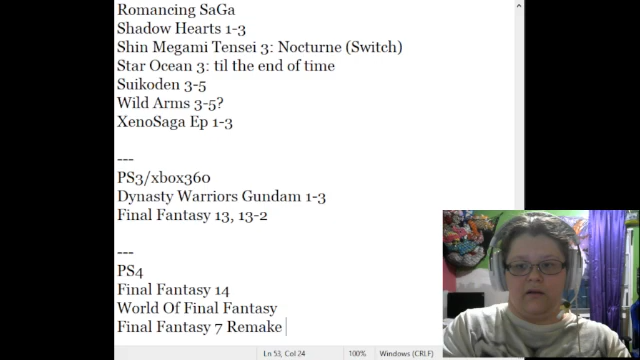 Romancing SaGa
Shadow Hearts 1-3
Shin Megami Tensei 3: Nocturne (Switch)
Star Ocean 3: til the end of time
Suikoden 3-5
Wild Arms 3-5?
XenoSaga Ep 1-3
---
PS3/xbox360
Dynasty Warriors Gundam 1-3
Final Fantasy 13, 13-2
---
PS4
Final Fantasy 14
World Of Final Fantasy
Final Fantasy 7 Remake
Ln 53, Col 24
100%
Windows (CRLF)